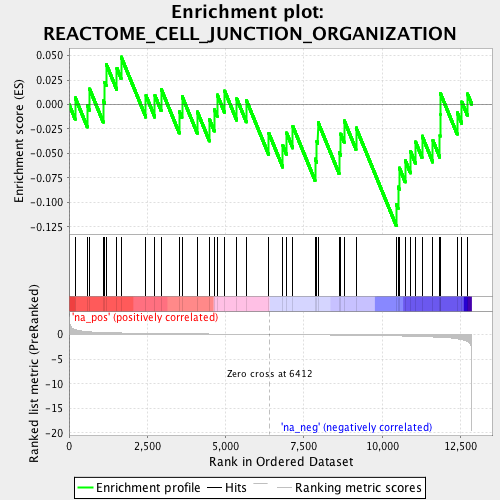 Enrichment plot:
REACTOME_CELL_JUNCTION_ORGANIZATION
Enrichment score (ES)
0.050
0.025
0.000
-0.025
-0.050
-0.075
-0.100
-0.125
Ranked list metric (PreRanked)
'na_pos' (positively correlated)
0
-5
-10
-15
-20
Zero cross at 6412
'na_neg' (negatively correlated)
0 2,500 5,000 7,500 10,000 12,500
Rank in Ordered Dataset
Enrichment profile Hits Ranking metric scores